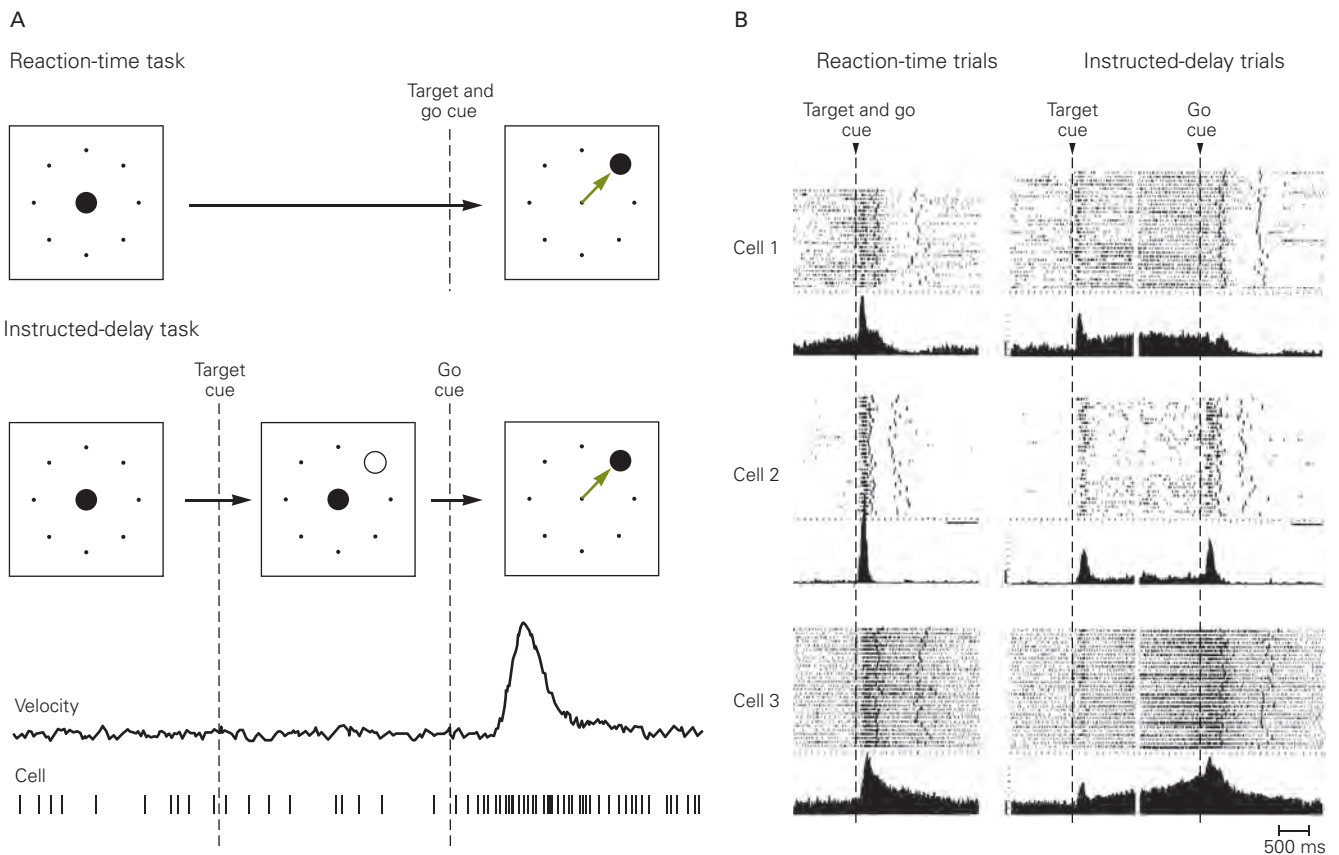 A
Reaction-time task
Target and
go cue
Instructed-delay task
Target
cue
Go
cue
Velocity
Cell
B
Reaction-time trials
Instructed-delay trials
Target and go
cue
Target
cue
Go
cue
Cell 1
Cell 2
Cell 3
500 ms